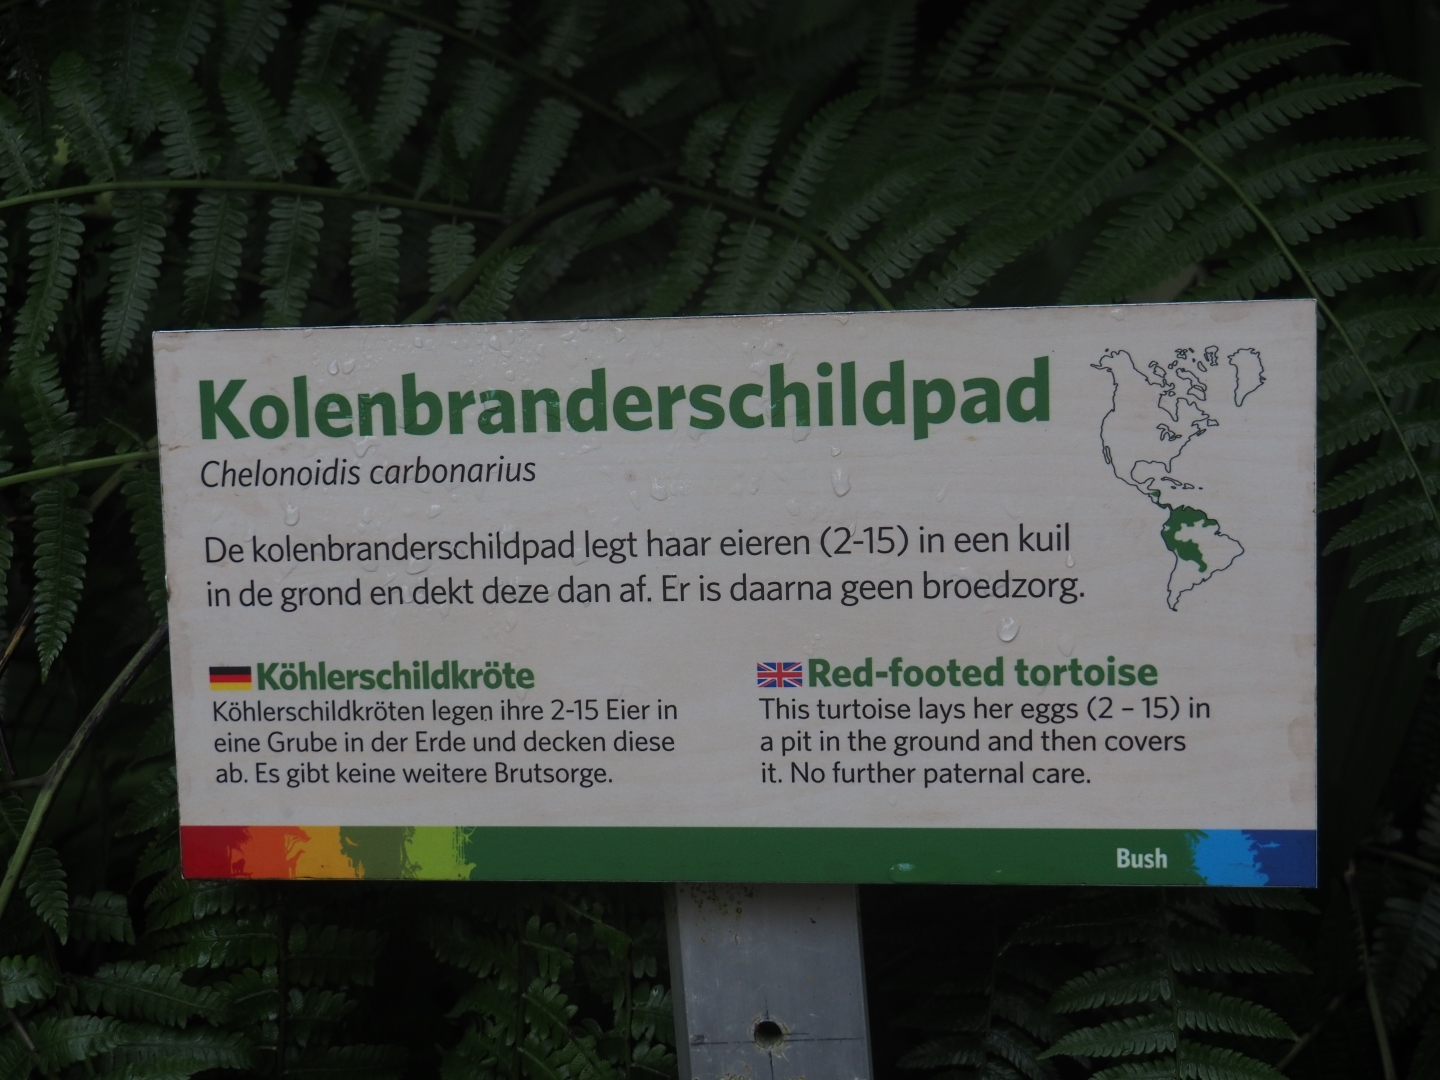 Kolenbranderschildpad
Chelonoidis carbonarius
De kolenbranderschildpad legt haar eieren (2-15) in een kuil
in de grond en dekt deze dan af. Er is daarna geen broedzorg.
Köhlerschildkröte
Köhlerschildkröten legen ihre 2-15 Eier in
eine Grube in der Erde und decken diese
ab. Es gibt keine weitere Brutsorge.
Red-footed tortoise
This turtoise lays her eggs (2 – 15) in
a pit in the ground and then covers
it. No further paternal care.
Bush